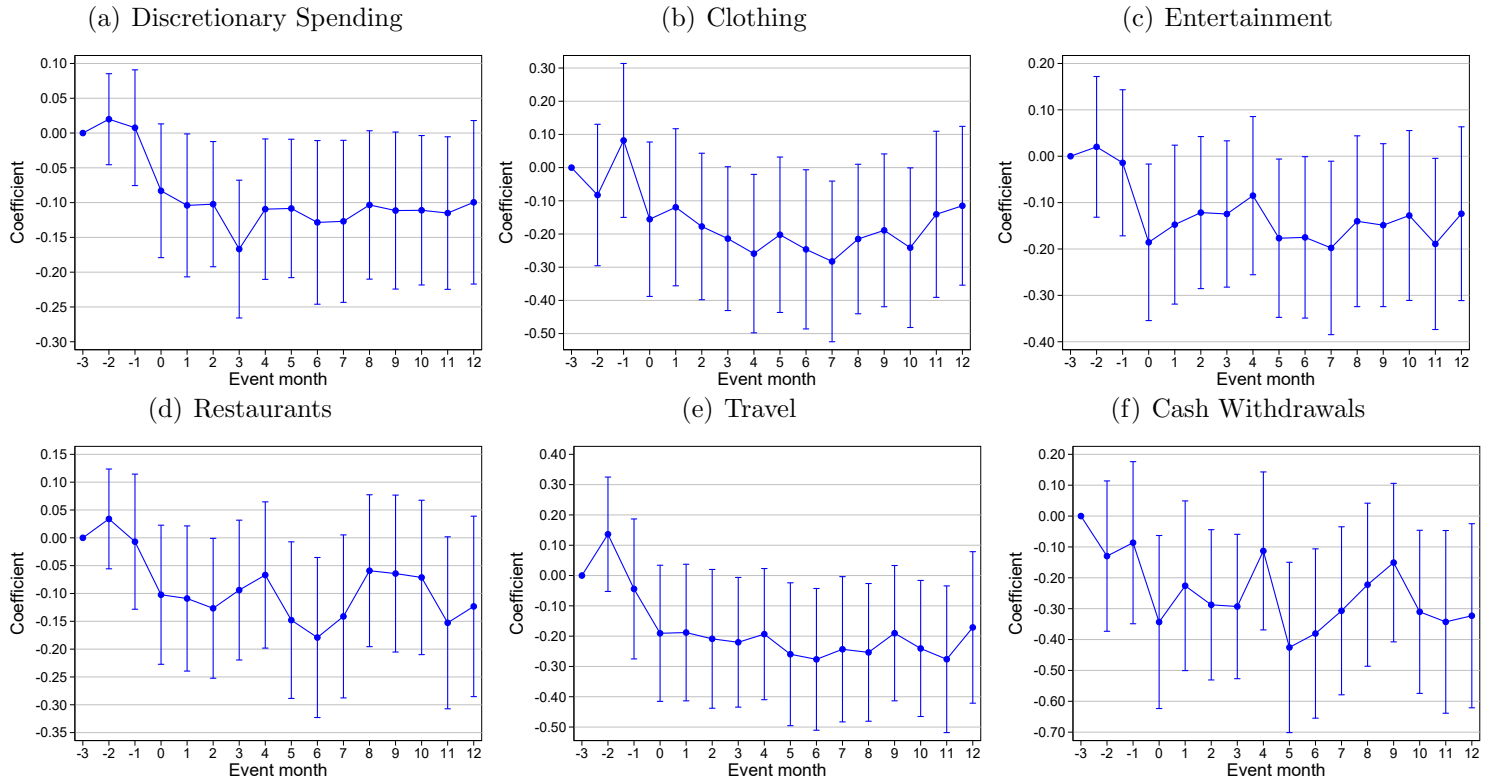 (a) Discretionary Spending
0.10
0.05
0.00
-0.05
-0.10
-0.15
-0.20
-0.25
-0.30
Coefficient
-3 -2 -1 0 1 2 3 4 5 6 7 8 9 10 11 12
Event month
(b) Clothing
0.30
0.20
0.10
0.00
-0.10
-0.20
-0.30
-0.40
-0.50
Coefficient
-3 -2 -1 0 1 2 3 4 5 6 7 8 9 10 11 12
Event month
(c) Entertainment
0.20
0.10
0.00
-0.10
-0.20
-0.30
-0.40
Coefficient
-3 -2 -1 0 1 2 3 4 5 6 7 8 9 10 11 12
Event month
(d) Restaurants
0.15
0.10
0.05
0.00
-0.05
-0.10
-0.15
-0.20
-0.25
-0.30
-0.35
Coefficient
-3 -2 -1 0 1 2 3 4 5 6 7 8 9 10 11 12
Event month
(e) Travel
0.40
0.30
0.20
0.10
0.00
-0.10
-0.20
-0.30
-0.40
-0.50
Coefficient
-3 -2 -1 0 1 2 3 4 5 6 7 8 9 10 11 12
Event month
(f) Cash Withdrawals
0.20
0.10
0.00
-0.10
-0.20
-0.30
-0.40
-0.50
-0.60
-0.70
Coefficient
-3 -2 -1 0 1 2 3 4 5 6 7 8 9 10 11 12
Event month